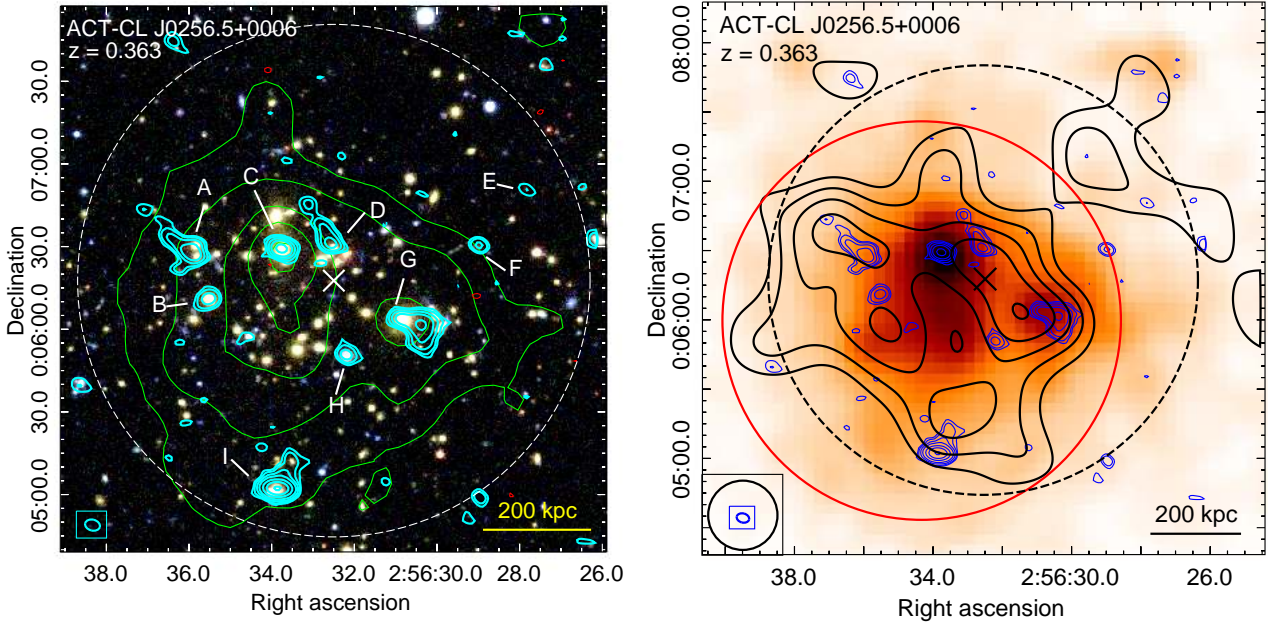 ACT-CL J0256.5+0006
z = 0.363
A
C
D
E
B
G
F
H
I
200 kpc
30.0
07:00.0
30.0
0:06:00.0
30.0
05:00.0
Declination
38.0 36.0 34.0 32.0 2:56:30.0 28.0 26.0
Right ascension
ACT-CL J0256.5+0006
z = 0.363
200 kpc
08:00.0
07:00.0
0:06:00.0
05:00.0
Declination
38.0 34.0 2:56:30.0 26.0
Right ascension